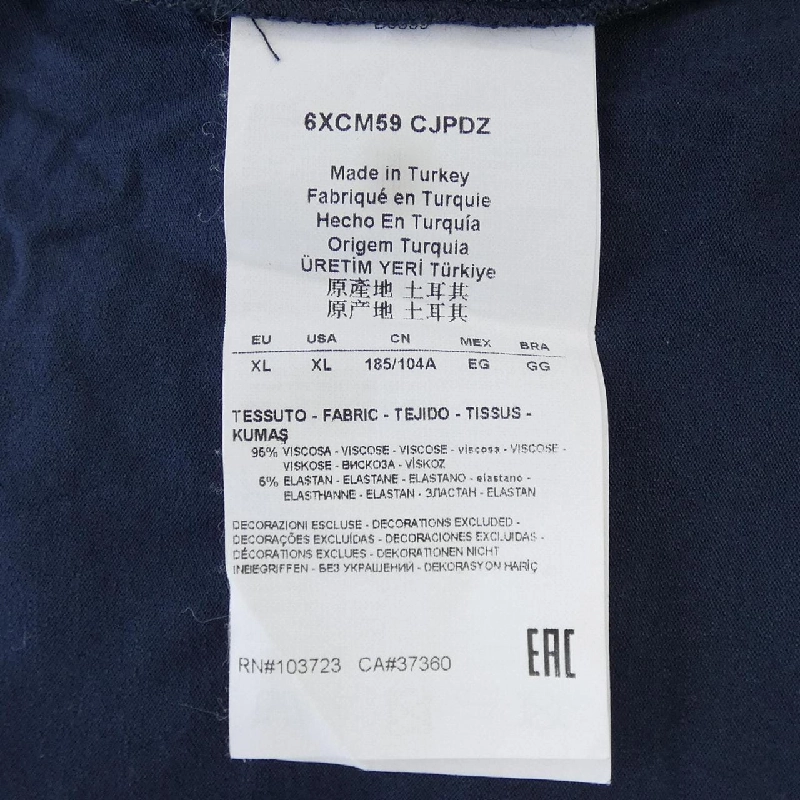 6XCM59 CJPDZ
Made in Turkey
Fabriqué en Turquie
Hecho En Turquía
Origem Turquia
ÜRETİM YERİ Türkiye
原產地 土耳其
原产地 土耳其
EU USA CN MEX BRA
XL XL 185/104A EG GG
TESSUTO - FABRIC - TEJIDO - TISSUS -
KUMAŞ
95% VISCOSA - VISCOSE - VISCOSE - viscosa - VISCOSE -
VISKOSE - ВИСКОЗА - VİSKOZ
5% ELASTAN - ELASTANE - ELASTANO - elastano -
ELASTHANNE - ELASTAN - ЭЛАСТАН - ELASTAN
DECORAZIONI ESCLUSE - DECORATIONS EXCLUDED -
DECORAÇÕES EXCLUÍDAS - DECORACIONES EXCLUIDAS -
DÉCORATIONS EXCLUES - DEKORATIONEN NICHT
INBEGRIFFEN - БЕЗ УКРАШЕНИЙ - DEKORASYON HARİÇ
RN#103723 CA#37360
EAC